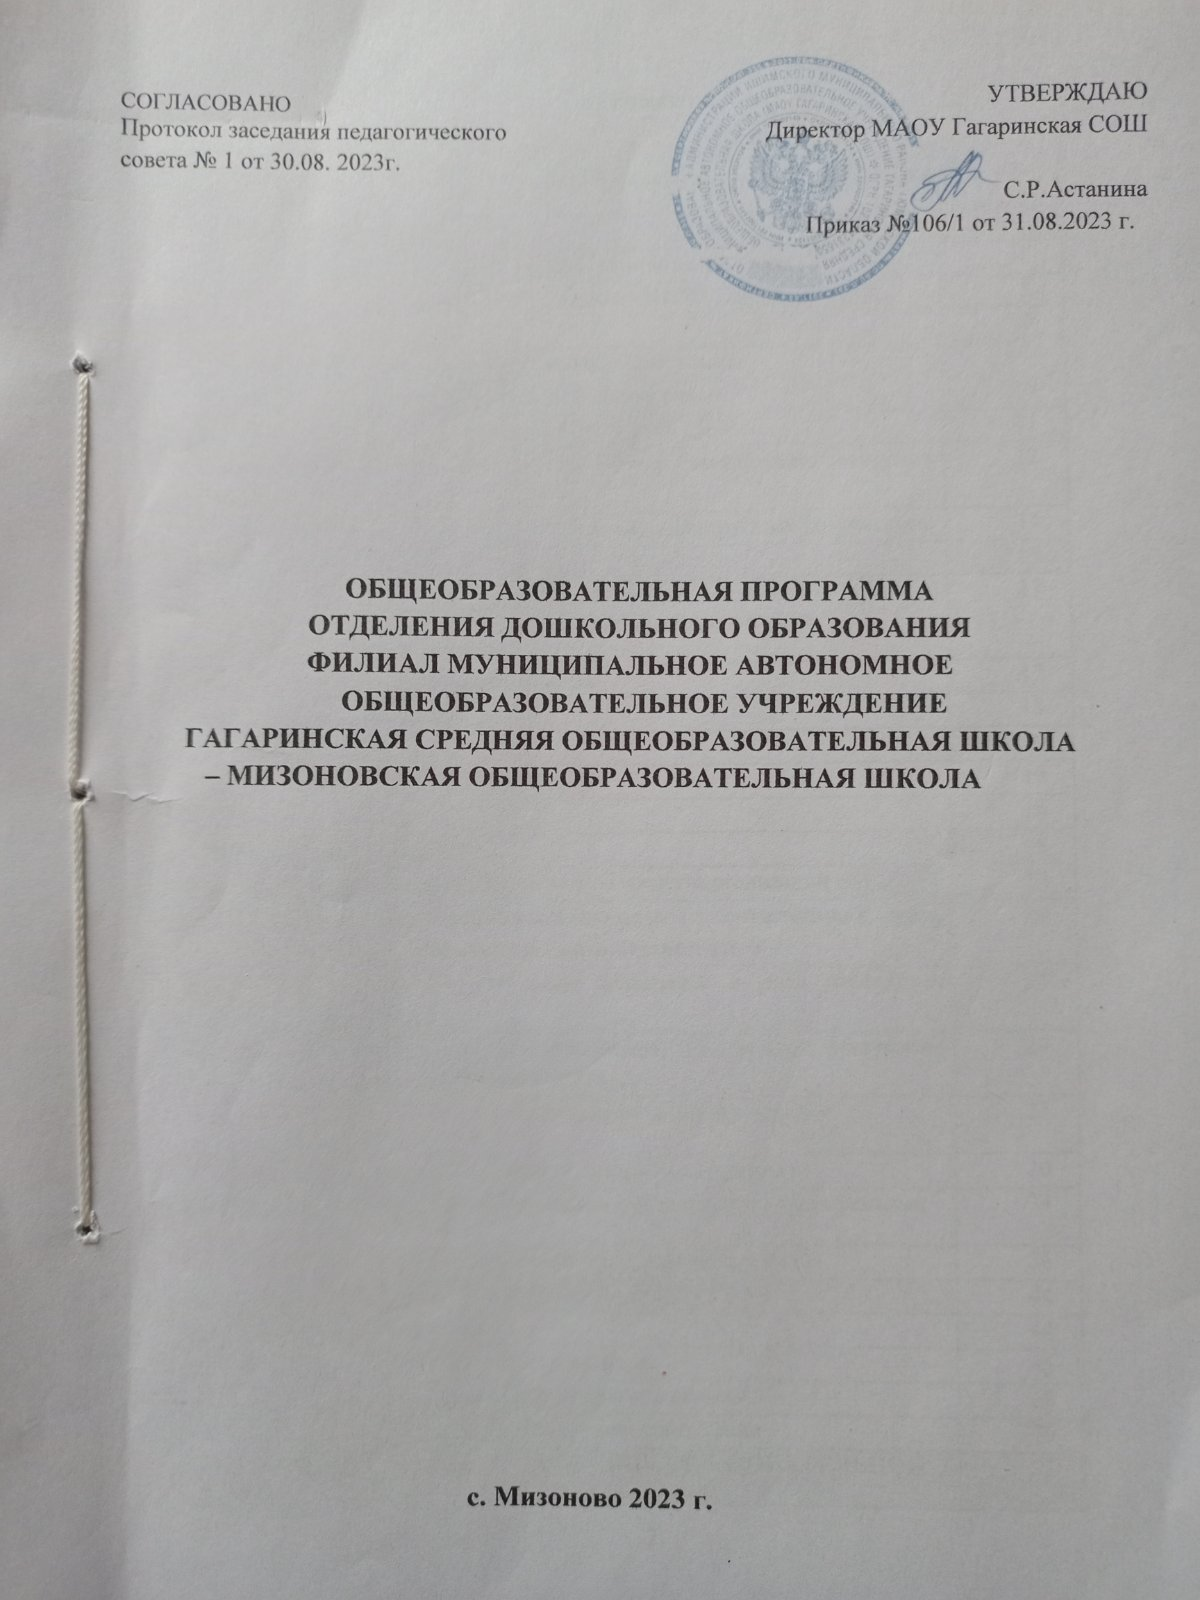 СОГЛАСОВАНО
Протокол заседания педагогического
совета № 1 от 30.08. 2023г.
УТВЕРЖДАЮ
Директор МАОУ Гагаринская СОШ
С.Р.Астанина
Приказ №106/1 от 31.08.2023 г.
ОБЩЕОБРАЗОВАТЕЛЬНАЯ ПРОГРАММА
ОТДЕЛЕНИЯ ДОШКОЛЬНОГО ОБРАЗОВАНИЯ
ФИЛИАЛ МУНИЦИПАЛЬНОЕ АВТОНОМНОЕ
ОБЩЕОБРАЗОВАТЕЛЬНОЕ УЧРЕЖДЕНИЕ
ГАГАРИНСКАЯ СРЕДНЯЯ ОБЩЕОБРАЗОВАТЕЛЬНАЯ ШКОЛА
– МИЗОНОВСКАЯ ОБЩЕОБРАЗОВАТЕЛЬНАЯ ШКОЛА
с. Мизоново 2023 г.